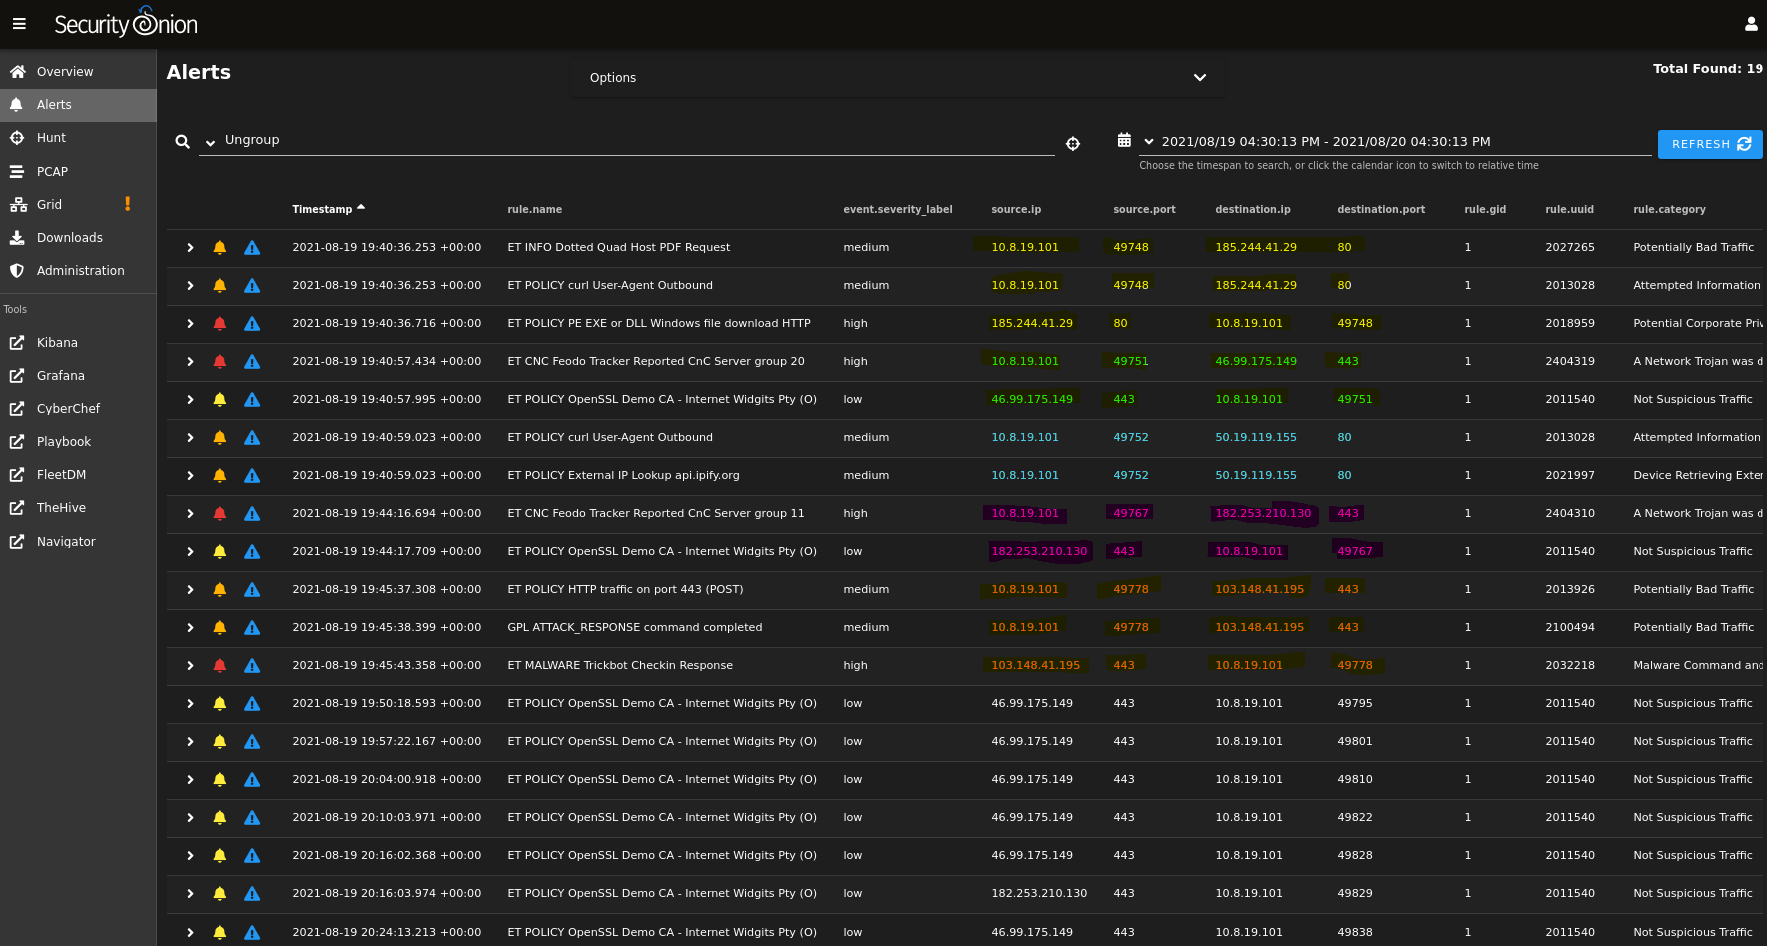 Security Onion
Overview
Alerts
Hunt
PCAP
Grid
Downloads
Administration
Tools
Kibana
Grafana
CyberChef
Playbook
FleetDM
TheHive
Navigator
Alerts
Options
Total Found: 19
Ungroup
2021/08/19 04:30:13 PM - 2021/08/20 04:30:13 PM
REFRESH
Choose the timespan to search, or click the calendar icon to switch to relative time
Timestamp rule.name event.severity_label source.ip source.port destination.ip destination.port rule.gid rule.uuid rule.category
2021-08-19 19:40:36.253 +00:00 ET INFO Dotted Quad Host PDF Request medium 10.8.19.101 49748 185.244.41.29 80 1 2027265 Potentially Bad Traffic
2021-08-19 19:40:36.253 +00:00 ET POLICY curl User-Agent Outbound medium 10.8.19.101 49748 185.244.41.29 80 1 2013028 Attempted Information
2021-08-19 19:40:36.716 +00:00 ET POLICY PE EXE or DLL Windows file download HTTP high 185.244.41.29 80 10.8.19.101 49748 1 2018959 Potential Corporate Priv
2021-08-19 19:40:57.434 +00:00 ET CNC Feodo Tracker Reported CnC Server group 20 high 10.8.19.101 49751 46.99.175.149 443 1 2404319 A Network Trojan was d
2021-08-19 19:40:57.995 +00:00 ET POLICY OpenSSL Demo CA - Internet Widgits Pty (O) low 46.99.175.149 443 10.8.19.101 49751 1 2011540 Not Suspicious Traffic
2021-08-19 19:40:59.023 +00:00 ET POLICY curl User-Agent Outbound medium 10.8.19.101 49752 50.19.119.155 80 1 2013028 Attempted Information
2021-08-19 19:40:59.023 +00:00 ET POLICY External IP Lookup api.ipify.org medium 10.8.19.101 49752 50.19.119.155 80 1 2021997 Device Retrieving Exter
2021-08-19 19:44:16.694 +00:00 ET CNC Feodo Tracker Reported CnC Server group 11 high 10.8.19.101 49767 182.253.210.130 443 1 2404310 A Network Trojan was d
2021-08-19 19:44:17.709 +00:00 ET POLICY OpenSSL Demo CA - Internet Widgits Pty (O) low 182.253.210.130 443 10.8.19.101 49767 1 2011540 Not Suspicious Traffic
2021-08-19 19:45:37.308 +00:00 ET POLICY HTTP traffic on port 443 (POST) medium 10.8.19.101 49778 103.148.41.195 443 1 2013926 Potentially Bad Traffic
2021-08-19 19:45:38.399 +00:00 GPL ATTACK_RESPONSE command completed medium 10.8.19.101 49778 103.148.41.195 443 1 2100494 Potentially Bad Traffic
2021-08-19 19:45:43.358 +00:00 ET MALWARE Trickbot Checkin Response high 103.148.41.195 443 10.8.19.101 49778 1 2032218 Malware Command and
2021-08-19 19:50:18.593 +00:00 ET POLICY OpenSSL Demo CA - Internet Widgits Pty (O) low 46.99.175.149 443 10.8.19.101 49795 1 2011540 Not Suspicious Traffic
2021-08-19 19:57:22.167 +00:00 ET POLICY OpenSSL Demo CA - Internet Widgits Pty (O) low 46.99.175.149 443 10.8.19.101 49801 1 2011540 Not Suspicious Traffic
2021-08-19 20:04:00.918 +00:00 ET POLICY OpenSSL Demo CA - Internet Widgits Pty (O) low 46.99.175.149 443 10.8.19.101 49810 1 2011540 Not Suspicious Traffic
2021-08-19 20:10:03.971 +00:00 ET POLICY OpenSSL Demo CA - Internet Widgits Pty (O) low 46.99.175.149 443 10.8.19.101 49822 1 2011540 Not Suspicious Traffic
2021-08-19 20:16:02.368 +00:00 ET POLICY OpenSSL Demo CA - Internet Widgits Pty (O) low 46.99.175.149 443 10.8.19.101 49828 1 2011540 Not Suspicious Traffic
2021-08-19 20:16:03.974 +00:00 ET POLICY OpenSSL Demo CA - Internet Widgits Pty (O) low 182.253.210.130 443 10.8.19.101 49829 1 2011540 Not Suspicious Traffic
2021-08-19 20:24:13.213 +00:00 ET POLICY OpenSSL Demo CA - Internet Widgits Pty (O) low 46.99.175.149 443 10.8.19.101 49838 1 2011540 Not Suspicious Traffic